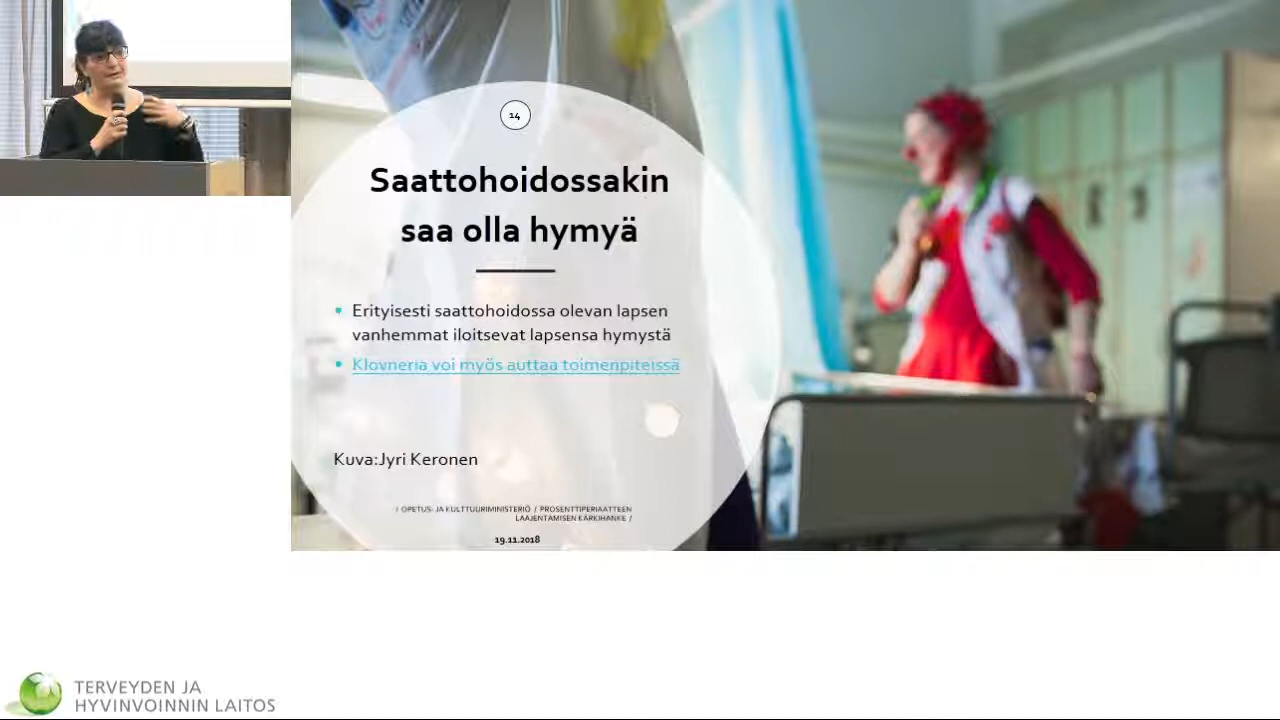 14
Saattohoidossakin
saa olla hymyä
Erityisesti saattohoidossa olevan lapsen
vanhemmat iloitsevat lapsensa hymystä
Klovneria voi myös auttaa toimenpiteissä
Kuva:Jyri Keronen
/ OPETUS- JA KULTTUURIMINISTERIÖ / PROSENTTIPERIAATTEEN
LAAJENTAMISEN KÄRKIHANKE /
19.11.2018
TERVEYDEN JA
HYVINVOINNIN LAITOS